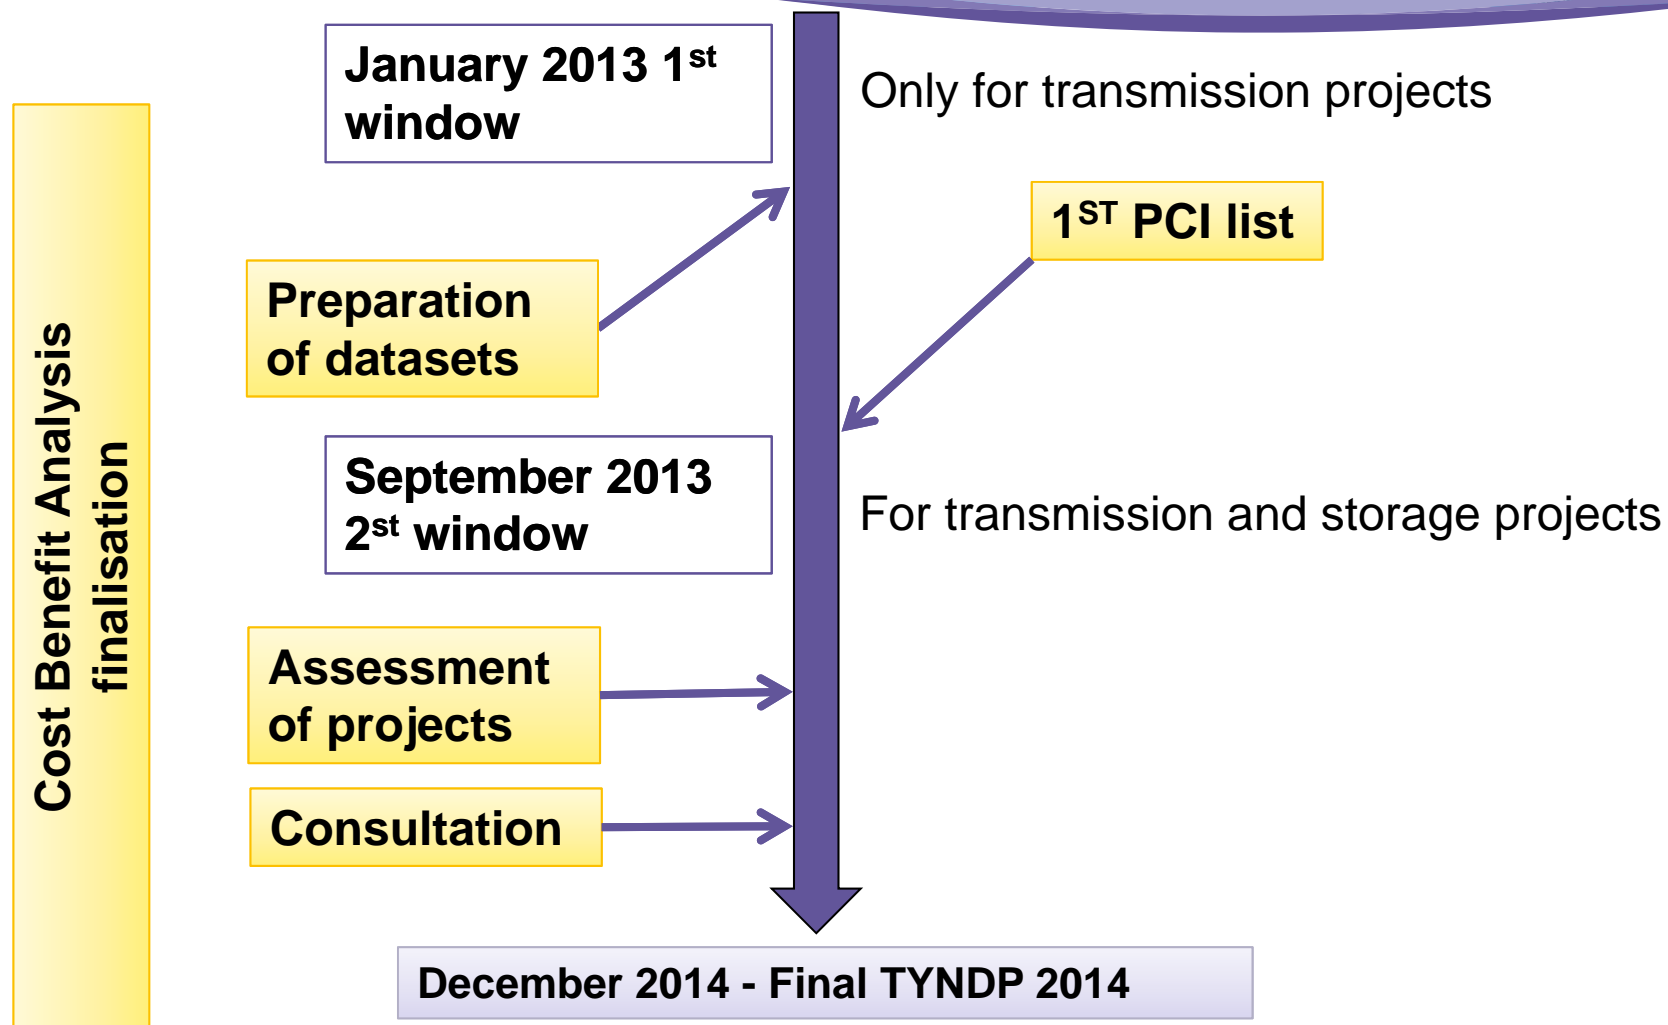 January 2013 1st
window
Only for transmission projects
1ST PCI list
Preparation
of datasets
September 2013
2st window
For transmission and storage projects
Assessment
of projects
Consultation
Cost Benefit Analysis
finalisation
December 2014 - Final TYNDP 2014